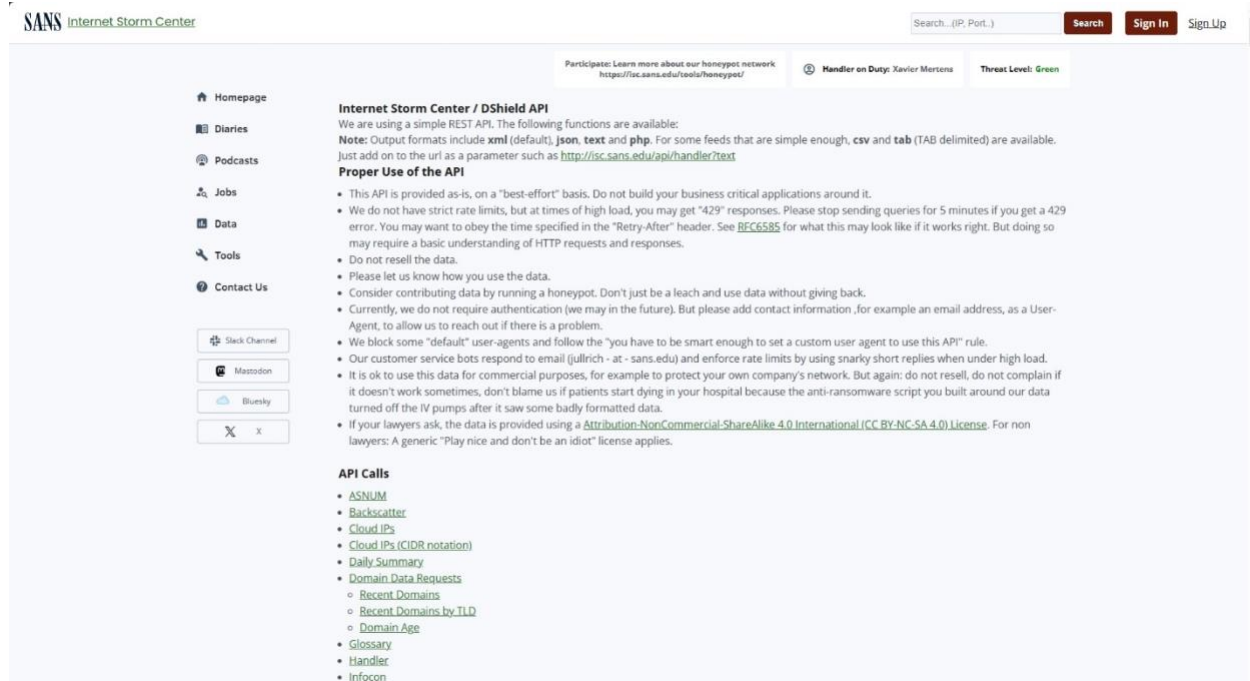 SANS Internet Storm Center
Search...(IP, Port..)
Search
Sign In
Sign Up
Participate: Learn more about our honeypot network
https://isc.sans.edu/tools/honeypot/
Handler on Duty: Xavier Mertens
Threat Level: Green
Homepage
Diaries
Podcasts
Jobs
Data
Tools
Contact Us
Slack Channel
Mastodon
Bluesky
X
Internet Storm Center / DShield API
We are using a simple REST API. The following functions are available:
Note: Output formats include xml (default), json, text and php. For some feeds that are simple enough, csv and tab (TAB delimited) are available.
Just add on to the url as a parameter such as http://isc.sans.edu/api/handler?text
Proper Use of the API
• This API is provided as-is, on a "best-effort" basis. Do not build your business critical applications around it.
• We do not have strict rate limits, but at times of high load, you may get "429" responses. Please stop sending queries for 5 minutes if you get a 429
error. You may want to obey the time specified in the "Retry-After" header. See RFC6585 for what this may look like if it works right. But doing so
may require a basic understanding of HTTP requests and responses.
• Do not resell the data.
• Please let us know how you use the data.
• Consider contributing data by running a honeypot. Don't just be a leach and use data without giving back.
• Currently, we do not require authentication (we may in the future). But please add contact information ,for example an email address, as a User-
Agent, to allow us to reach out if there is a problem.
• We block some "default" user-agents and follow the "you have to be smart enough to set a custom user agent to use this API" rule.
• Our customer service bots respond to email (jullrich - at - sans.edu) and enforce rate limits by using snarky short replies when under high load.
• It is ok to use this data for commercial purposes, for example to protect your own company's network. But again: do not resell, do not complain if
it doesn't work sometimes, don't blame us if patients start dying in your hospital because the anti-ransomware script you built around our data
turned off the IV pumps after it saw some badly formatted data.
• If your lawyers ask, the data is provided using a Attribution-NonCommercial-ShareAlike 4.0 International (CC BY-NC-SA 4.0) License. For non
lawyers: A generic "Play nice and don't be an idiot" license applies.
API Calls
• ASNUM
• Backscatter
• Cloud IPs
• Cloud IPs (CIDR notation)
• Daily Summary
• Domain Data Requests
◦ Recent Domains
◦ Recent Domains by TLD
◦ Domain Age
• Glossary
• Handler
• Infocon